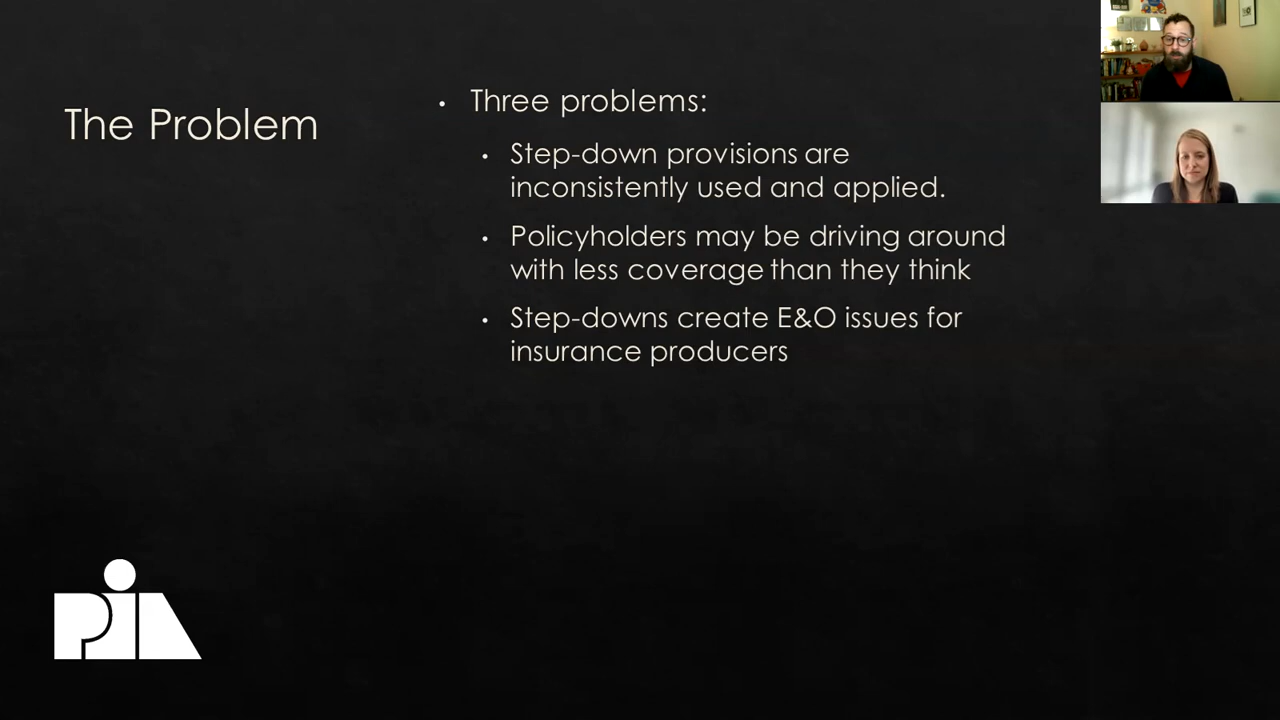 The Problem
• Three problems:
• Step-down provisions are
inconsistently used and applied.
• Policyholders may be driving around
with less coverage than they think
• Step-downs create E&O issues for
insurance producers
PIA